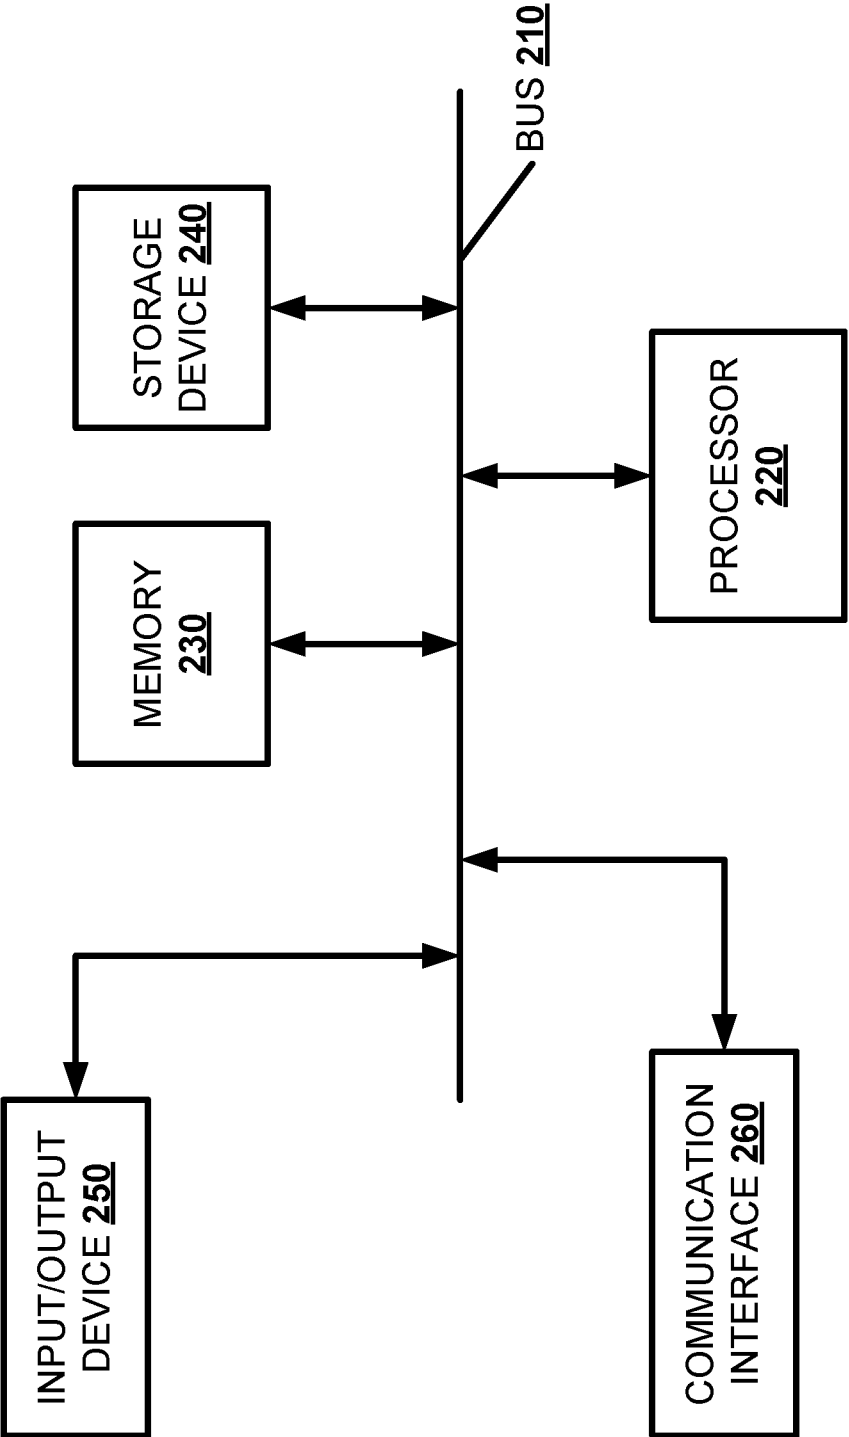 INPUT/OUTPUT
DEVICE 250
MEMORY
230
STORAGE
DEVICE 240
BUS 210
COMMUNICATION
INTERFACE 260
PROCESSOR
220